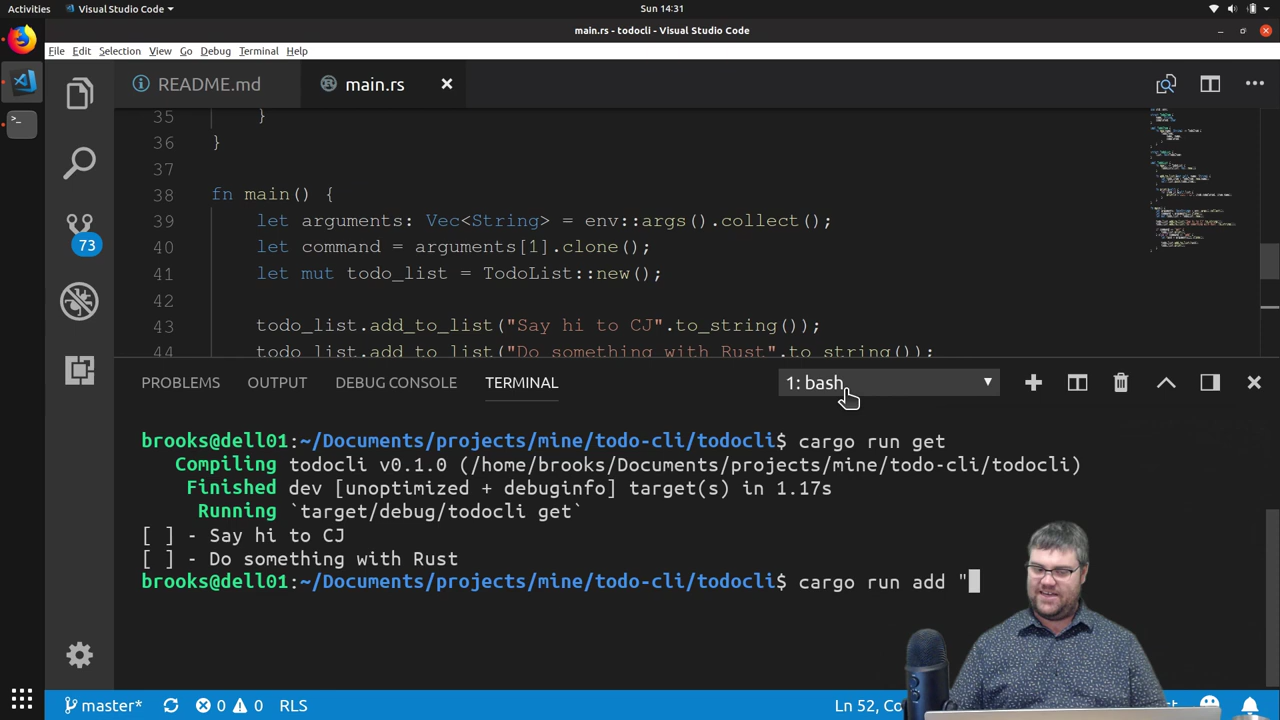 Activities Visual Studio Code Sun 14:31
main.rs - todocli - Visual Studio Code
File Edit Selection View Go Debug Terminal Help
README.md main.rs
35 }
36 }
37
38 fn main() {
39 let arguments: Vec<String> = env::args().collect();
40 let command = arguments[1].clone();
41 let mut todo_list = TodoList::new();
42
43 todo_list.add_to_list("Say hi to CJ".to_string());
44 todo_list.add_to_list("Do something with Rust".to_string());
73
PROBLEMS OUTPUT DEBUG CONSOLE TERMINAL 1: bash
brooks@dell01:~/Documents/projects/mine/todo-cli/todocli$ cargo run get
Compiling todocli v0.1.0 (/home/brooks/Documents/projects/mine/todo-cli/todocli)
Finished dev [unoptimized + debuginfo] target(s) in 1.17s
Running `target/debug/todocli get`
[ ] - Say hi to CJ
[ ] - Do something with Rust
brooks@dell01:~/Documents/projects/mine/todo-cli/todocli$ cargo run add "
master* 0 0 RLS Ln 52,